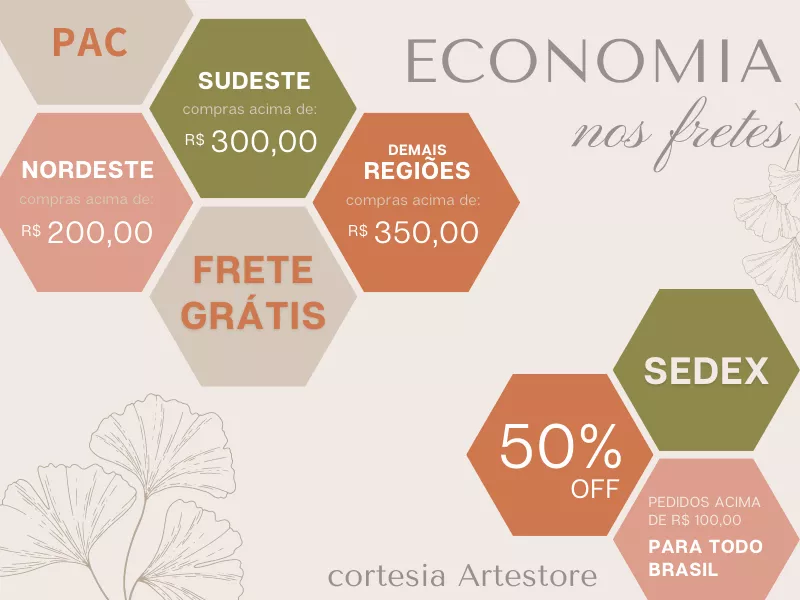 ECONOMIA
nos fretes
PAC
SUDESTE
compras acima de:
R$ 300,00
NORDESTE
compras acima de:
R$ 200,00
DEMAIS
REGIÕES
compras acima de:
R$ 350,00
FRETE
GRÁTIS
SEDEX
50%
OFF
PEDIDOS ACIMA
DE R$ 100,00
PARA TODO
BRASIL
cortesia Artestore